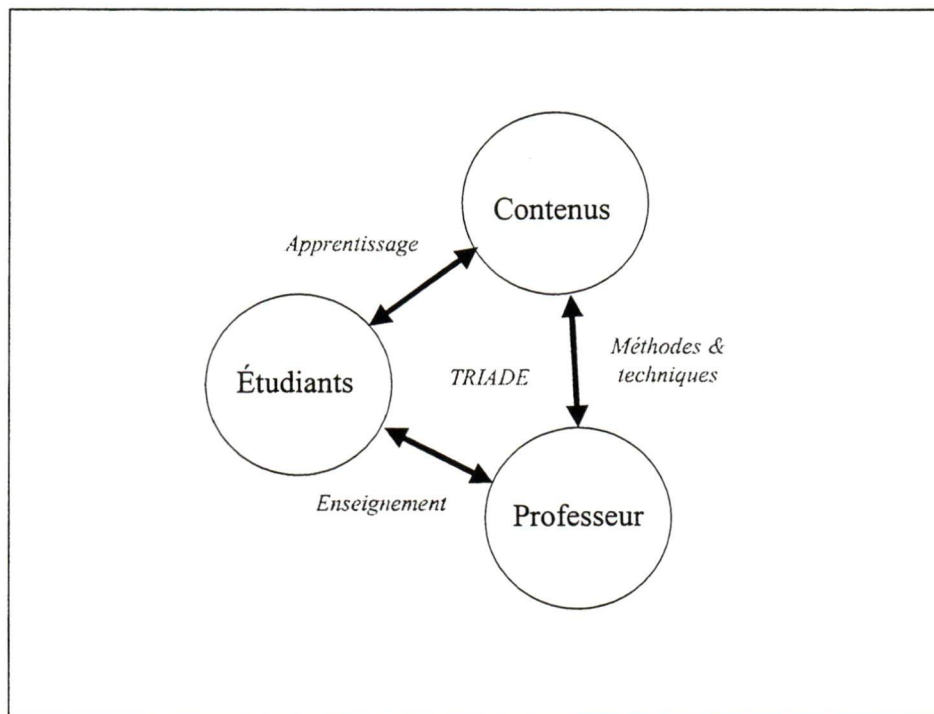 Contenus
Apprentissage
Méthodes &
techniques
Étudiants
TRIADE
Enseignement
Professeur